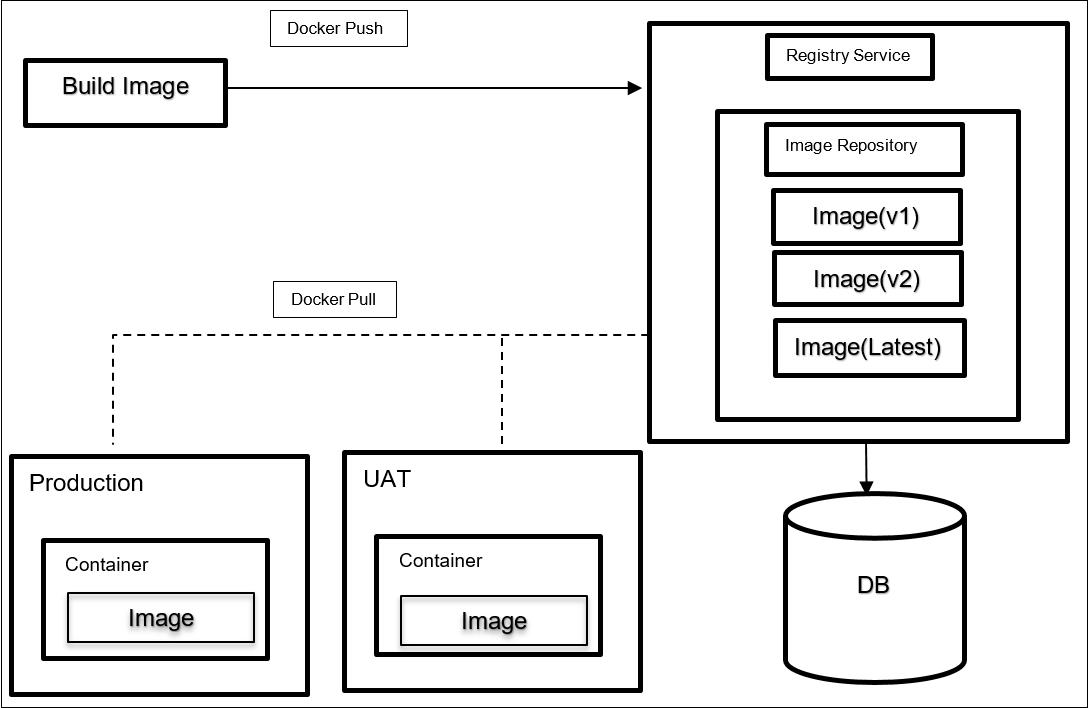 Docker Push
Build Image
Registry Service
Image Repository
Image(v1)
Image(v2)
Image(Latest)
Docker Pull
Production
Container
Image
UAT
Container
Image
DB